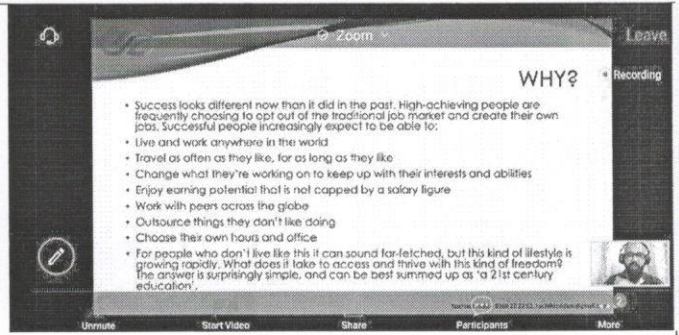 Zoom
Leave
WHY?
Recording
• Success looks different now than it did in the past. High-achieving people are
frequently choosing to opt out of the traditional job market and create their own
jobs. Successful people increasingly expect to be able to:
• Live and work anywhere in the world
• Travel as often as they like, for as long as they like
• Change what they're working on to keep up with their interests and abilities
• Enjoy earning potential that is not capped by a salary figure
• Work with peers across the globe
• Outsource things they don't like doing
• Choose their own hours and office
• For people who don't live like this it can sound far-fetched, but this kind of lifestyle is
growing rapidly. What does it take to access and thrive with this kind of freedom?
The answer is surprisingly simple, and can be best summed up as 'a 21st century
education'.
Unmute
Start Video
Share
Participants
More